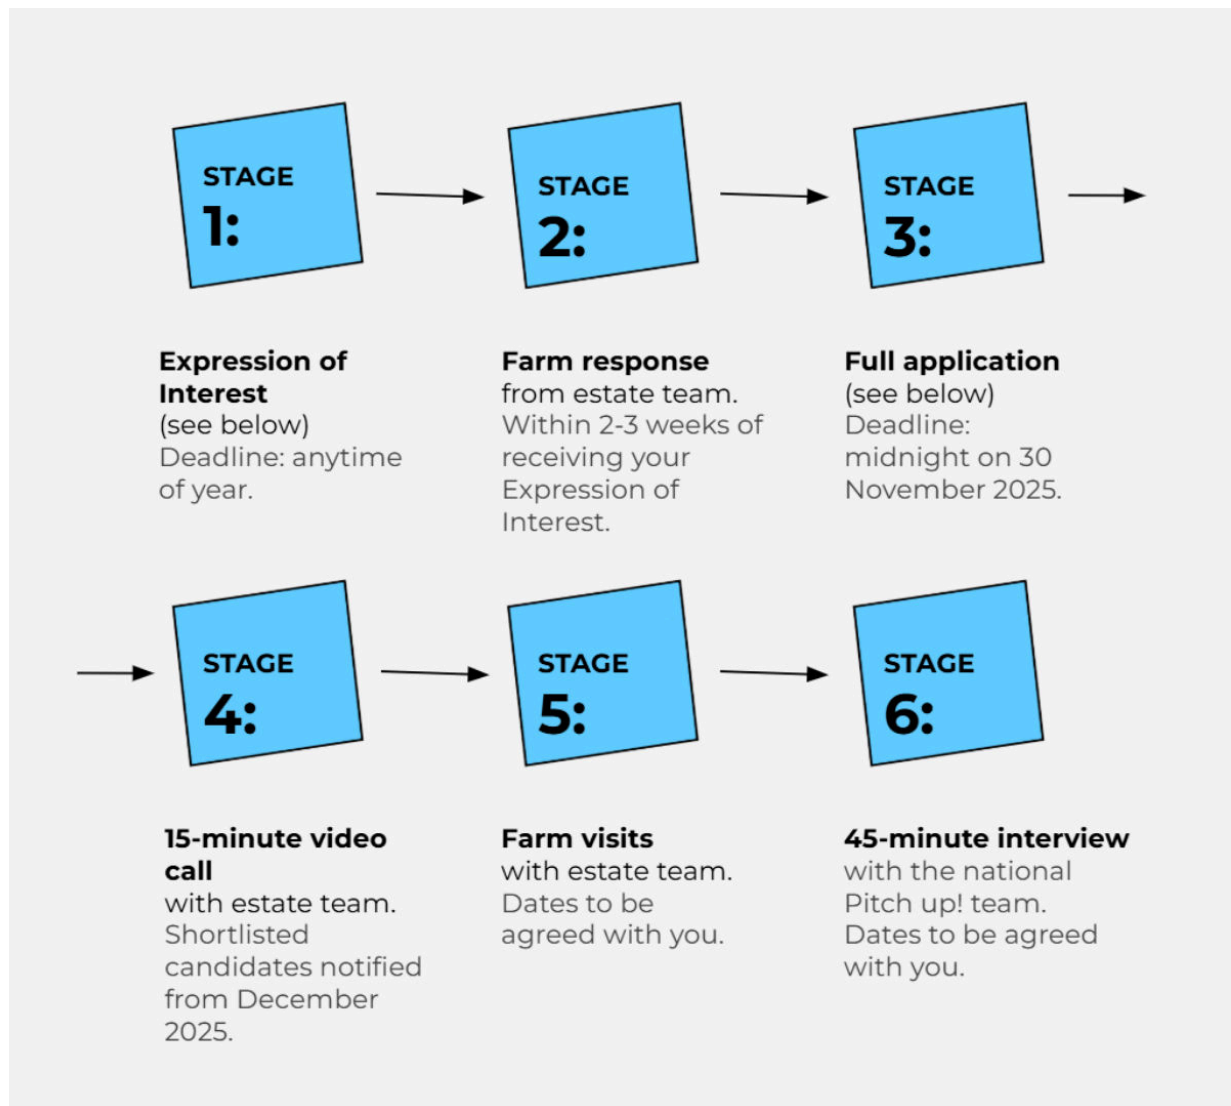 STAGE
1:
STAGE
2:
STAGE
3:
Expression of
Interest
(see below)
Deadline: anytime
of year.
Farm response
from estate team.
Within 2-3 weeks of
receiving your
Expression of
Interest.
Full application
(see below)
Deadline:
midnight on 30
November 2025.
STAGE
4:
STAGE
5:
STAGE
6:
15-minute video
call
with estate team.
Shortlisted
candidates notified
from December
2025.
Farm visits
with estate team.
Dates to be
agreed with you.
45-minute interview
with the national
Pitch up! team.
Dates to be agreed
with you.